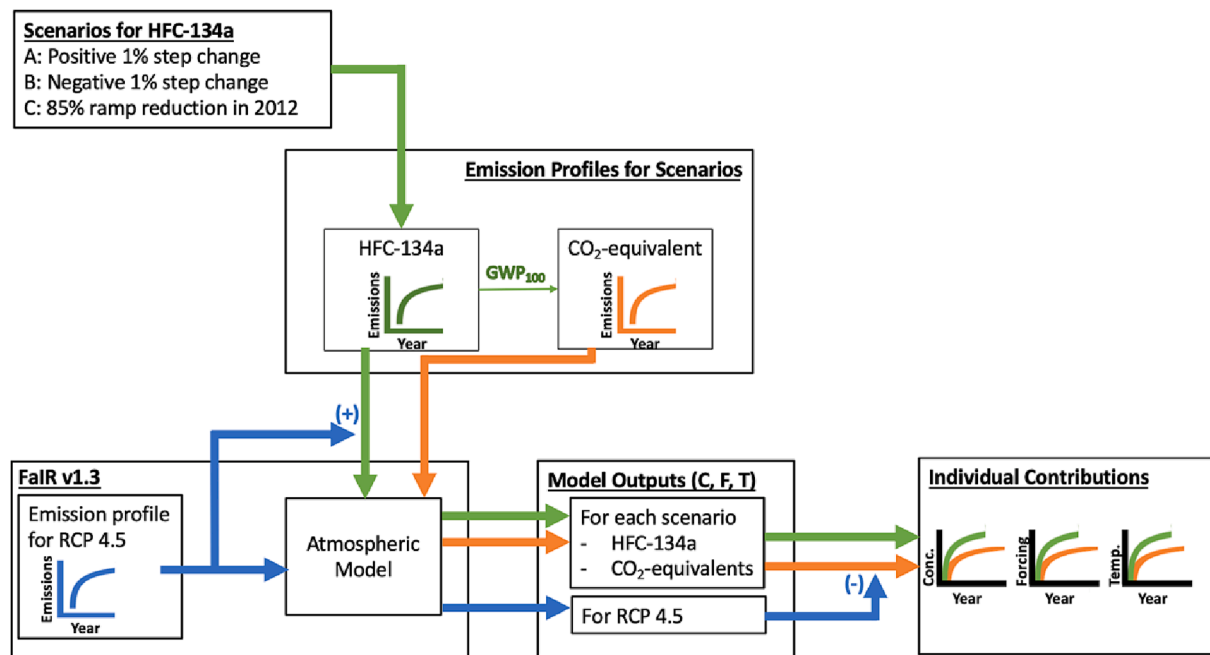 Scenarios for HFC-134a
A: Positive 1% step change
B: Negative 1% step change
C: 85% ramp reduction in 2012
Emission Profiles for Scenarios
HFC-134a
Emissions
Year
GWP₁₀₀
CO₂-equivalent
Emissions
Year
(+)
FaIR v1.3
Emission profile
for RCP 4.5
Emissions
Year
Atmospheric
Model
Model Outputs (C, F, T)
For each scenario
- HFC-134a
- CO₂-equivalents
For RCP 4.5
(-)
Individual Contributions
Conc.
Year
Forcing
Year
Temp.
Year